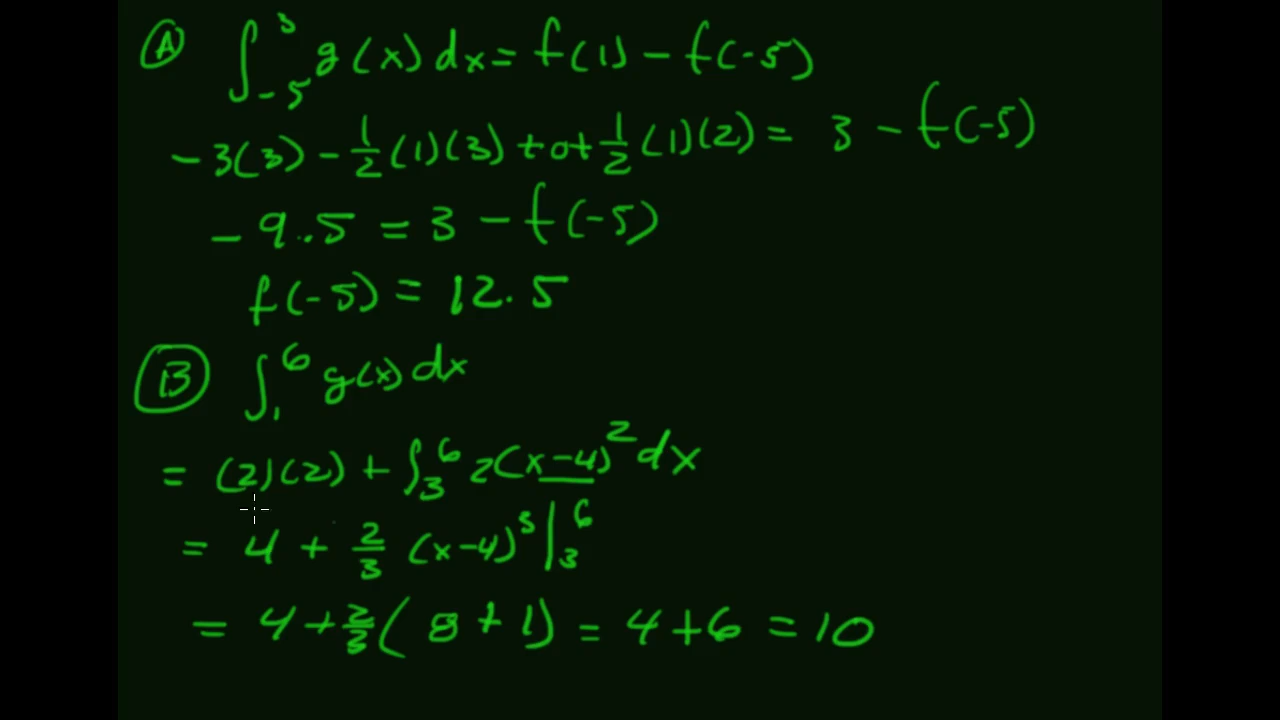 Ⓐ ∫₋₅³ g(x) dx = f(1) - f(-5)
-3(3) - 1/2 (1)(3) + 0 + 1/2 (1)(2) = 3 - f(-5)
-9.5 = 3 - f(-5)
f(-5) = 12.5
Ⓑ ∫₁⁶ g(x) dx
= (2)(2) + ∫₃⁶ 2(x-4)² dx
= 4 + 2/3 (x-4)³ |₃⁶
= 4 + 2/3 (8 + 1) = 4 + 6 = 10